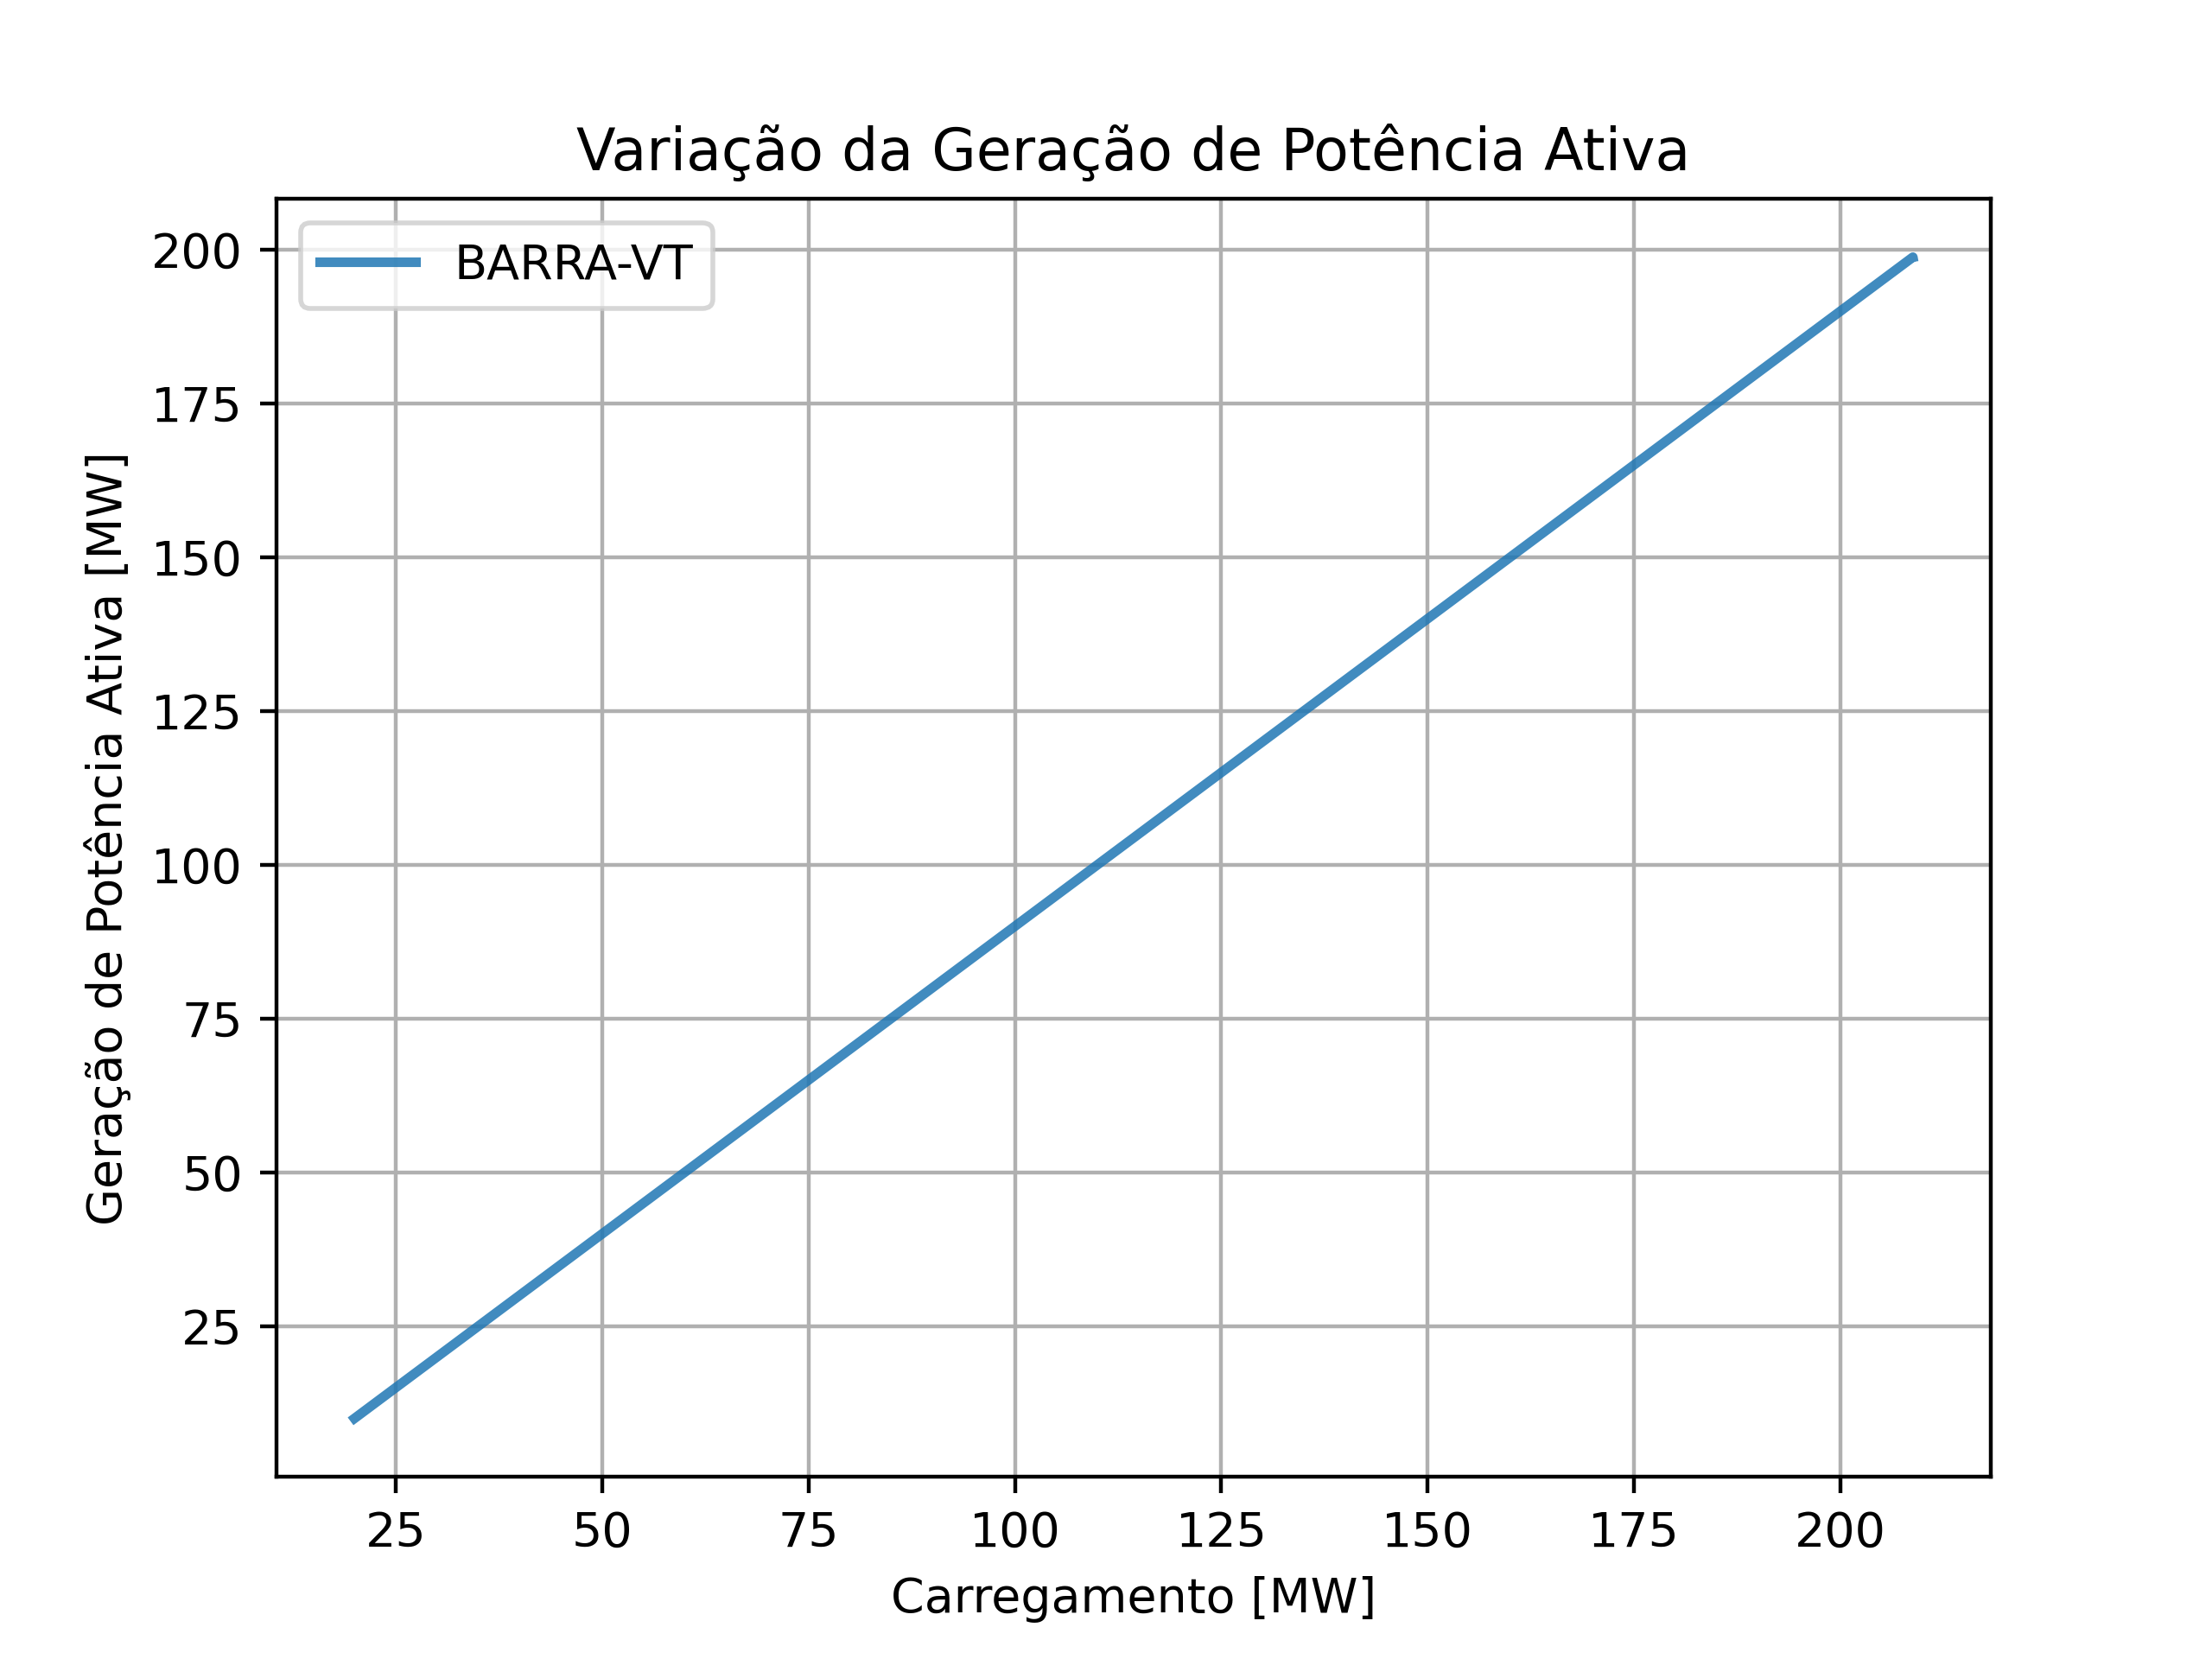 Variação da Geração de Potência Ativa
BARRA-VT
Geração de Potência Ativa [MW]
200
175
150
125
100
75
50
25
25 50 75 100 125 150 175 200
Carregamento [MW]